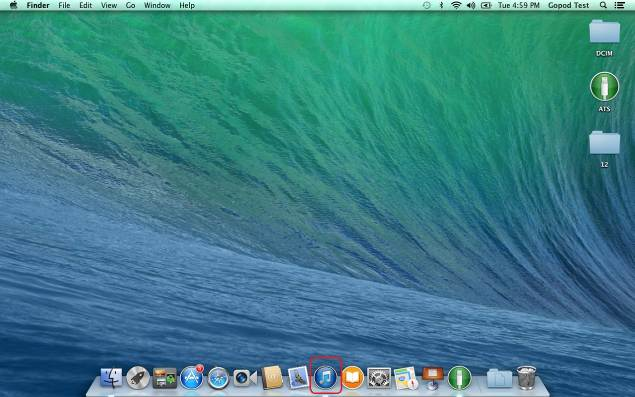 Finder File Edit View Go Window Help Tue 4:59 PM Gopod Test
DCIM
ATS
12